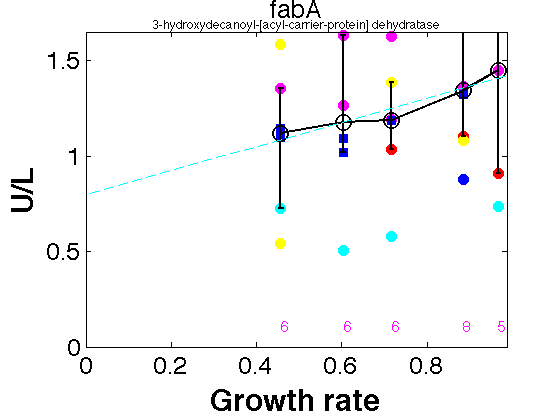 fabA
3-hydroxydecanoyl-[acyl-carrier-protein] dehydratase
1.5
1
0.5
0
U/L
6 6 6 8 5
0 0.2 0.4 0.6 0.8
Growth rate